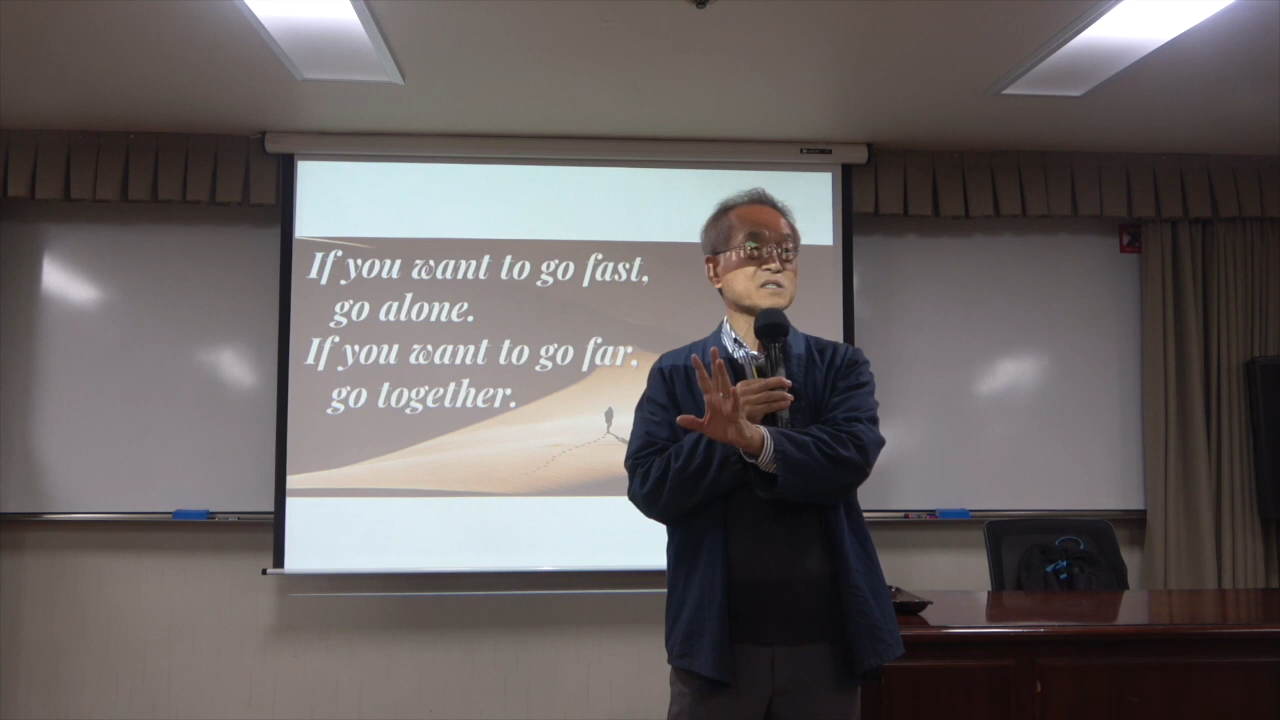 If you want to go fast,
go alone.
If you want to go far,
go together.